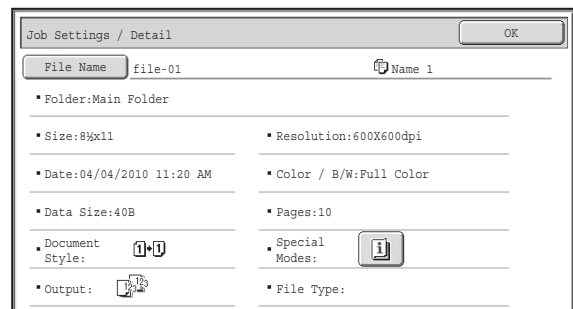 Job Settings / Detail OK
File Name file-01 Name 1
▪Folder:Main Folder
▪Size:8½x11 ▪Resolution:600X600dpi
▪Date:04/04/2010 11:20 AM ▪Color / B/W:Full Color
▪Data Size:40B ▪Pages:10
▪Document Style: ▪Special Modes:
▪Output: ▪File Type: